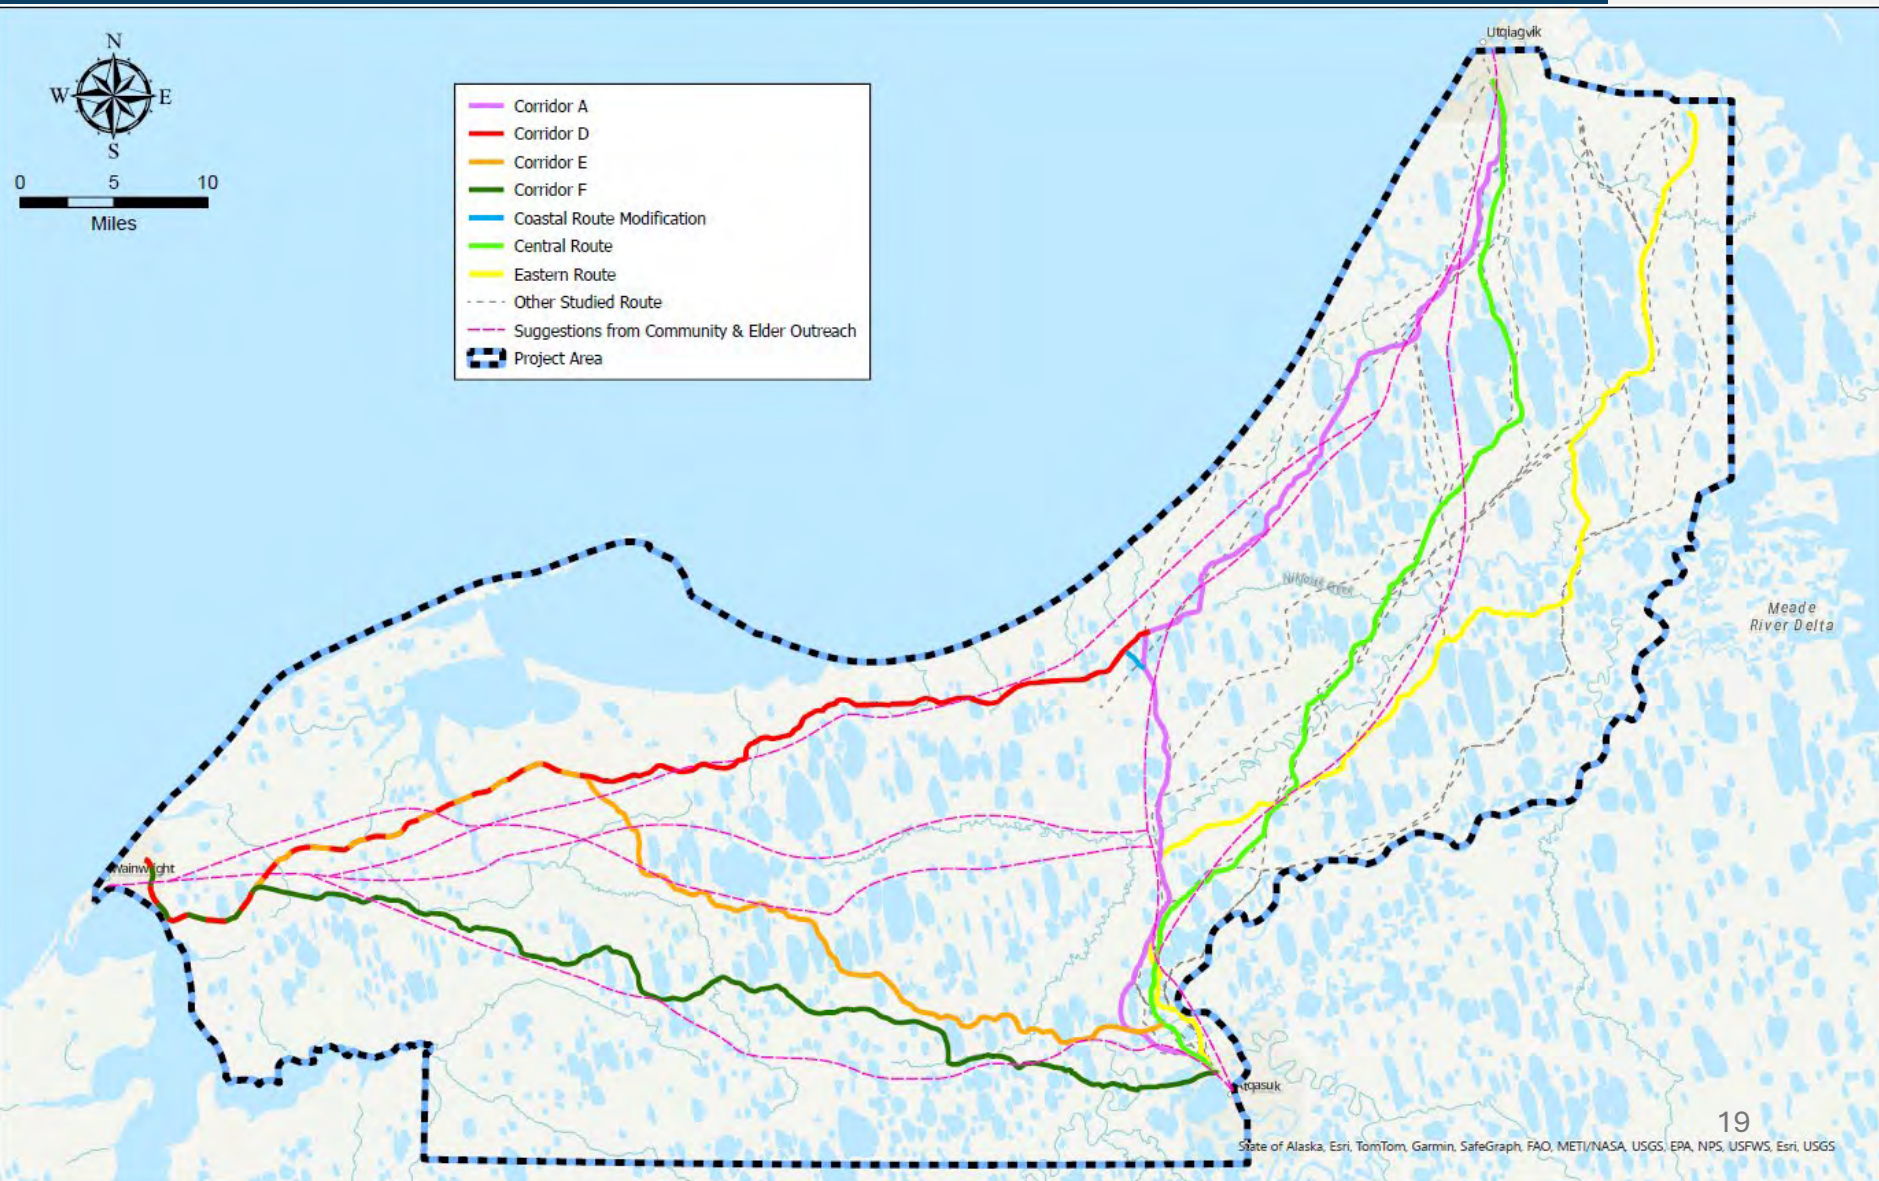 Utqiagvik
N
W E
S
0 5 10
Miles
Corridor A
Corridor D
Corridor E
Corridor F
Coastal Route Modification
Central Route
Eastern Route
Other Studied Route
Suggestions from Community & Elder Outreach
Project Area
Creek
Meade
River Delta
Wainwright
Atqasuk
19
State of Alaska, Esri, TomTom, Garmin, SafeGraph, FAO, METI/NASA, USGS, EPA, NPS, USFWS, Esri, USGS